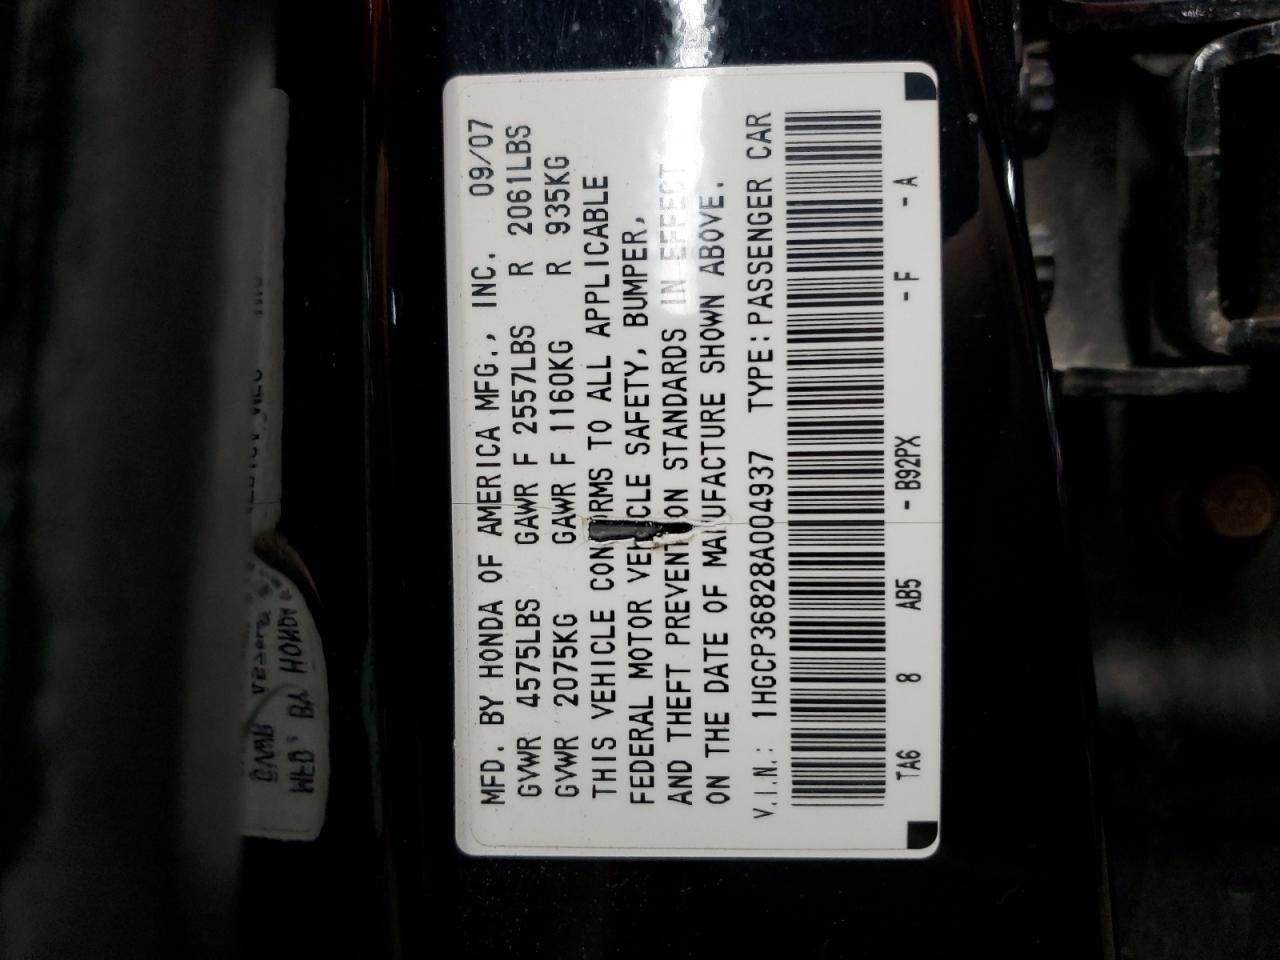 MFD. BY HONDA OF AMERICA MFG., INC. 09/07
GVWR 4575LBS GAWR F 2557LBS R 2061LBS
GVWR 2075KG GAWR F 1160KG R 935KG
THIS VEHICLE CONFORMS TO ALL APPLICABLE
FEDERAL MOTOR VEHICLE SAFETY, BUMPER,
AND THEFT PREVENTION STANDARDS IN EFFECT
ON THE DATE OF MANUFACTURE SHOWN ABOVE.
V.I.N.: 1HGCP36828A004937 TYPE:PASSENGER CAR
TA6 8 AB5 - B92PX - F - A